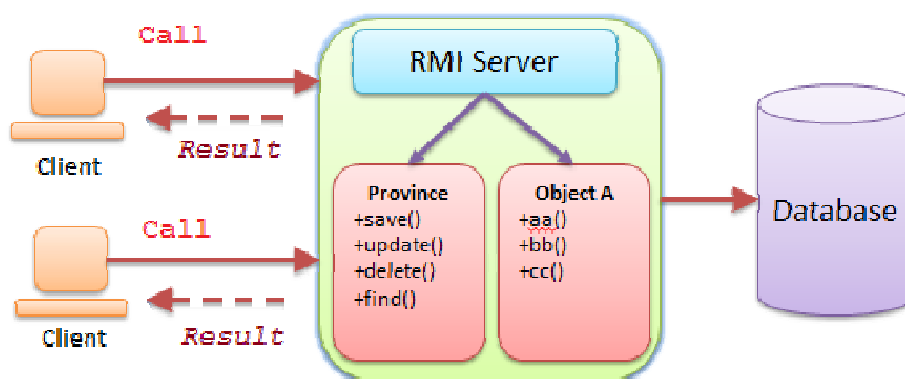 Call
Result
Client
Call
Result
Client
RMI Server
Province
+save()
+update()
+delete()
+find()
Object A
+aa()
+bb()
+cc()
Database